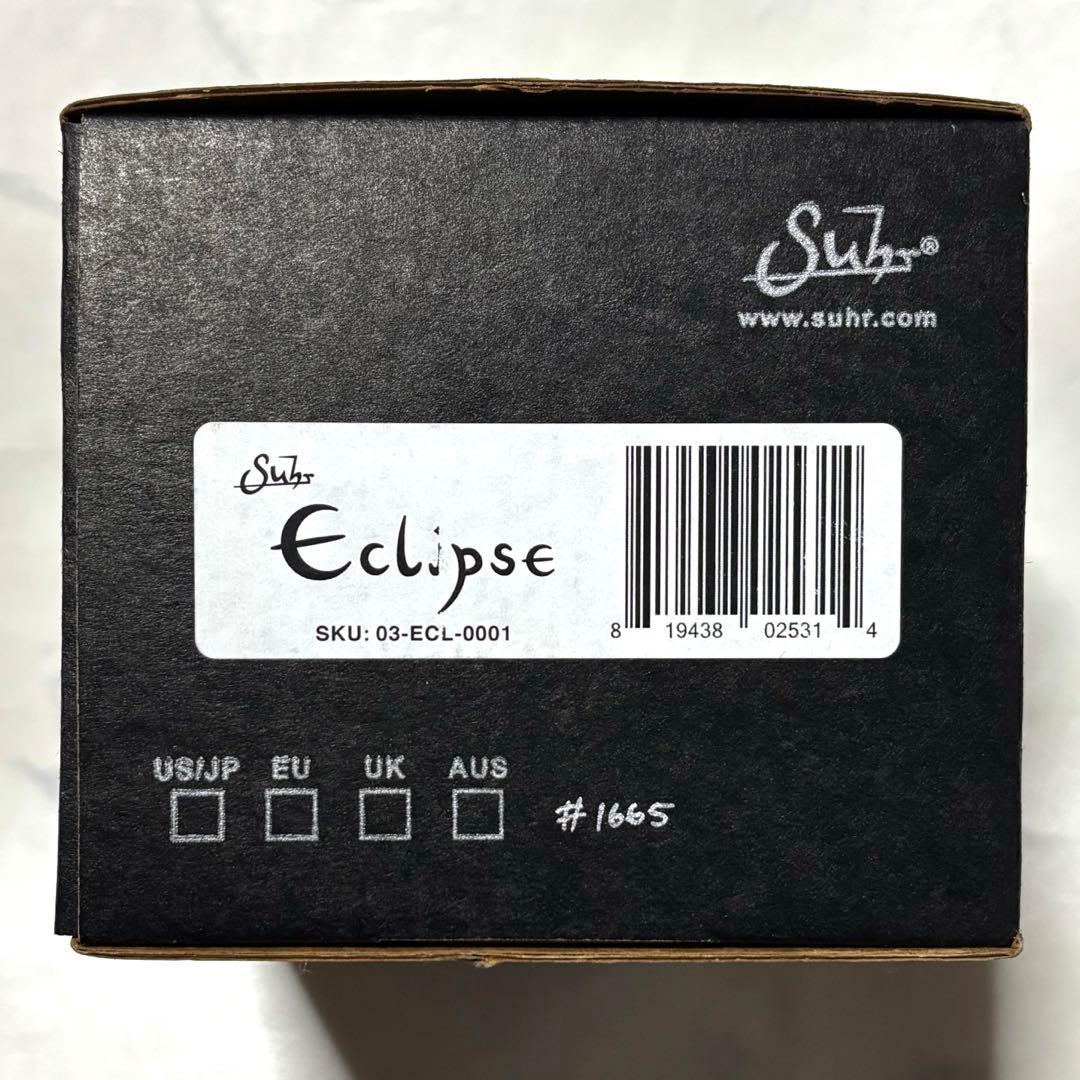 Suhr®
www.suhr.com
Suhr
Eclipse
SKU: 03-ECL-0001
8 19438 02531 4
US/JP EU UK AUS
#1665